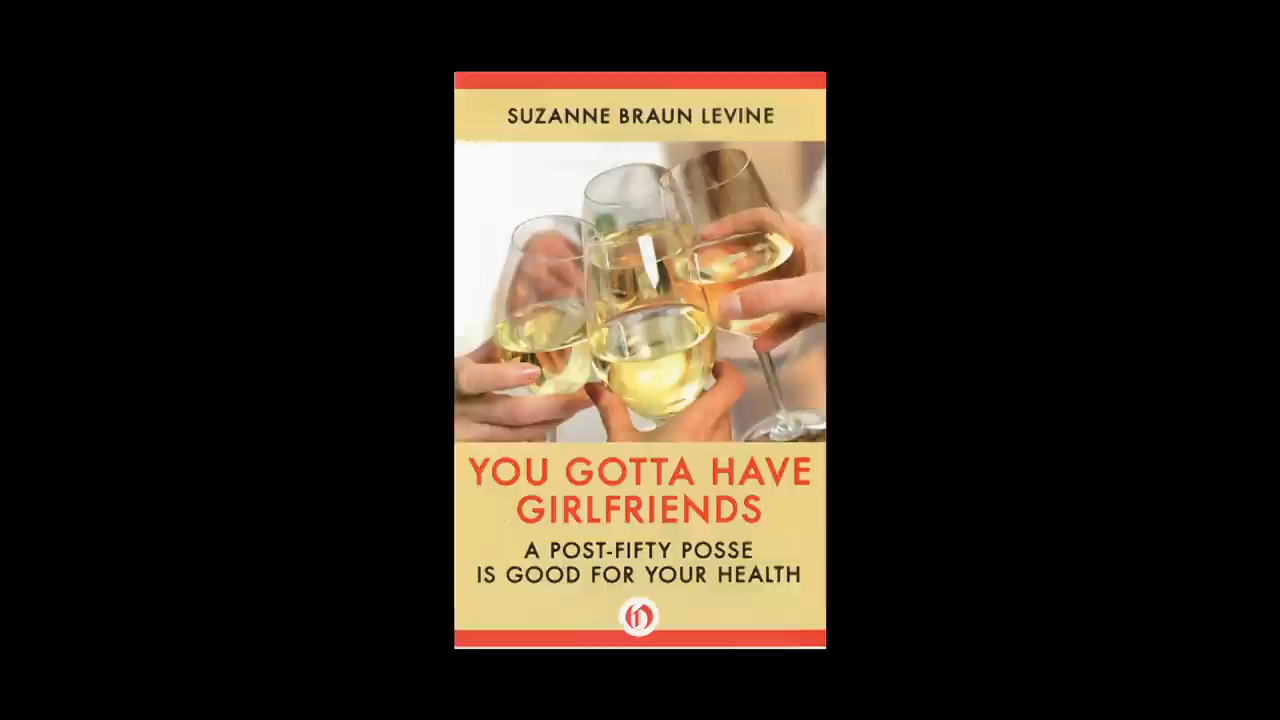 SUZANNE BRAUN LEVINE
YOU GOTTA HAVE
GIRLFRIENDS
A POST-FIFTY POSSE
IS GOOD FOR YOUR HEALTH